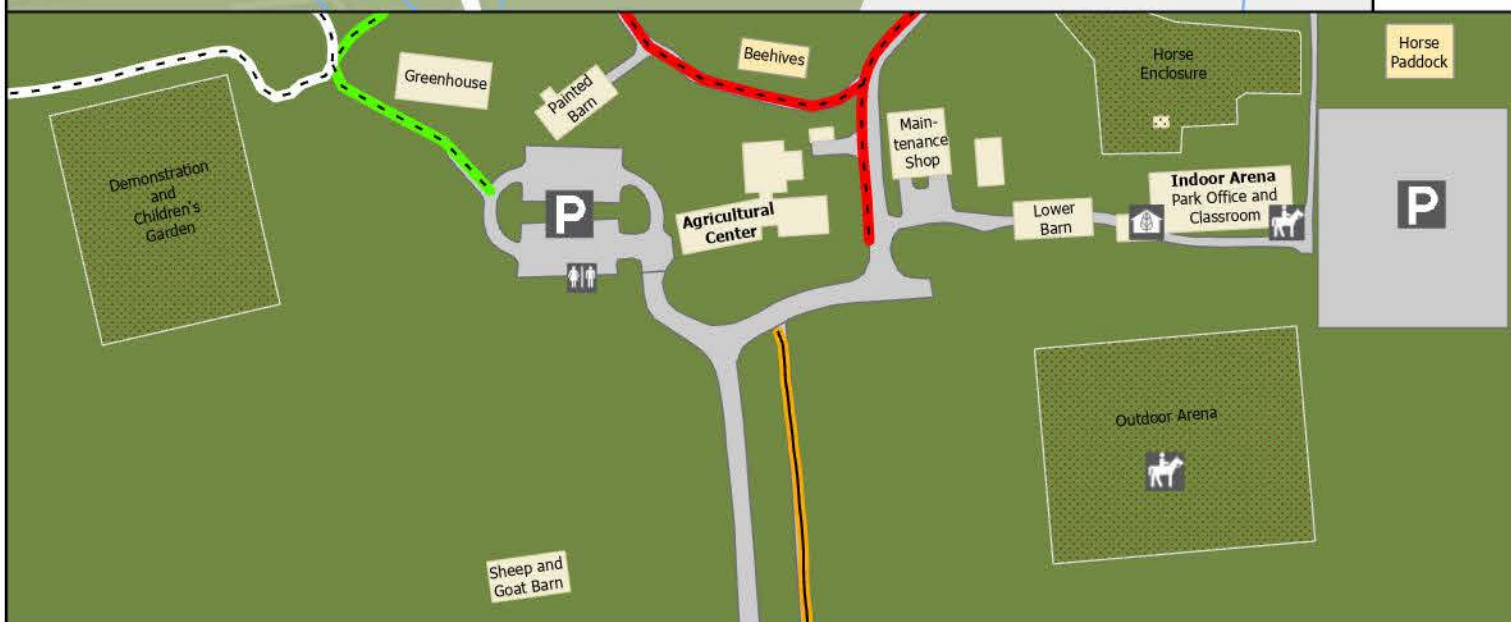 Greenhouse
Painted
Barn
Beehives
Horse
Enclosure
Horse
Paddock
Demonstration
and
Children's
Garden
P
Agricultural
Center
Main-
tenance
Shop
Lower
Barn
Indoor Arena
Park Office and
Classroom
P
Outdoor Arena
Sheep and
Goat Barn